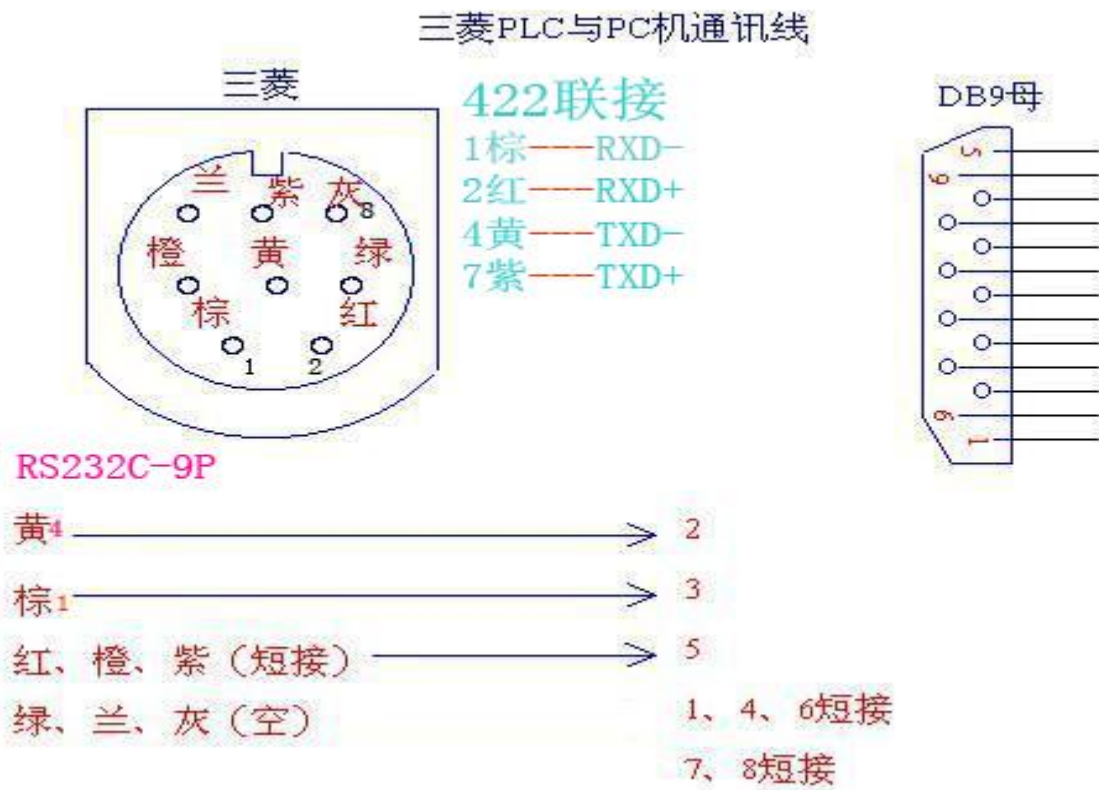 三菱PLC与PC机通讯线
三菱
422联接
DB9母
1棕----RXD-
2红----RXD+
4黄----TXD-
7紫----TXD+
兰 紫 灰
8
橙 黄 绿
棕 红
1 2
5
9
6
1
RS232C-9P
黄4 2
棕1 3
红、橙、紫（短接） 5
绿、兰、灰（空）
1、4、6短接
7、8短接